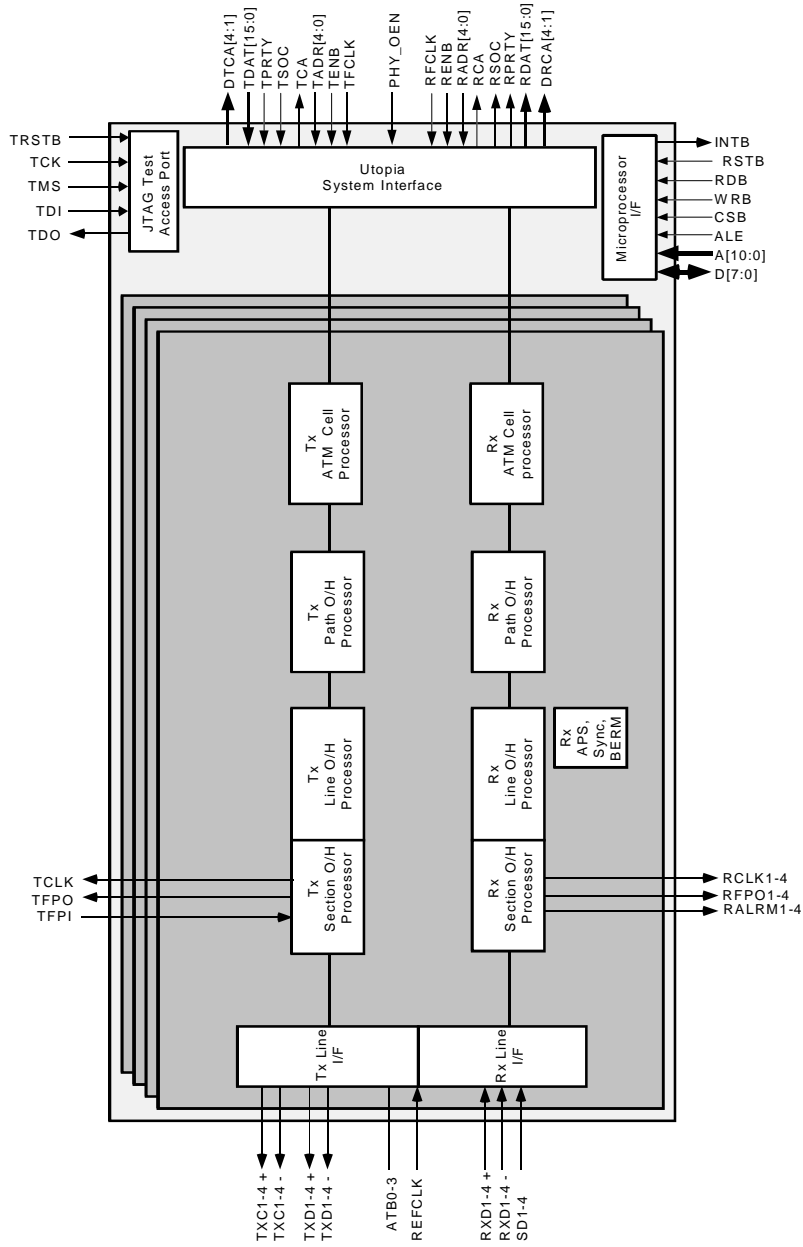 DTCA[4:1]
TDAT[15:0]
TPRTY
TSOC
TCA
TADR[4:0]
TENB
TFCLK
PHY_OEN
RFCLK
RENB
RADR[4:0]
RCA
RSOC
RPRTY
RDAT[15:0]
DRCA[4:1]
TRSTB
TCK
TMS
TDI
TDO
JTAG Test
Access Port
Utopia
System Interface
Microprocessor
I/F
INTB
RSTB
RDB
WRB
CSB
ALE
A[10:0]
D[7:0]
Tx
ATM Cell
Processor
Rx
ATM Cell
processor
Tx
Path O/H
Processor
Rx
Path O/H
Processor
Tx
Line O/H
Processor
Rx
Line O/H
Processor
Rx
APS,
Sync,
BERM
TCLK
TFPO
TFPI
Tx
Section O/H
Processor
Rx
Section O/H
Processor
RCLK1-4
RFPO1-4
RALRM1-4
Tx Line
I/F
Rx Line
I/F
TXC1-4 +
TXC1-4 -
TXD1-4 +
TXD1-4 -
ATB0-3
REFCLK
RXD1-4 +
RXD1-4 -
SD1-4